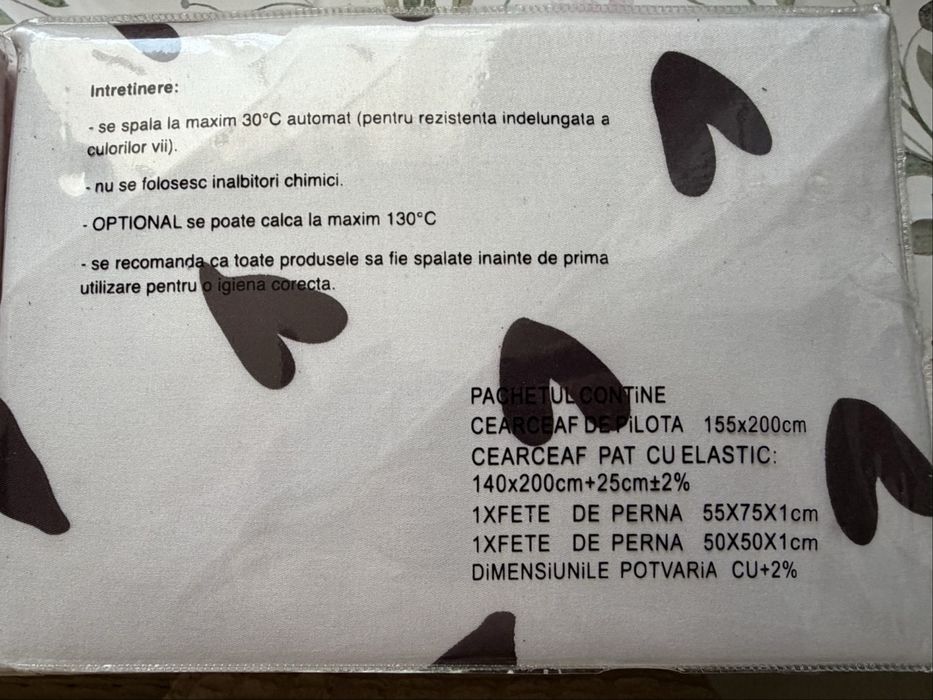 Intretinere:
- se spala la maxim 30°C automat (pentru rezistenta indelungata a
culorilor vii).
- nu se folosesc inalbitori chimici.
- OPTIONAL se poate calca la maxim 130°C
- se recomanda ca toate produsele sa fie spalate inainte de prima
utilizare pentru o igiena corecta.
PACHETUL CONTiNE
CEARCEAF DE PiLOTA 155x200cm
CEARCEAF PAT CU ELASTIC:
140x200cm+25cm±2%
1XFETE DE PERNA 55X75X1cm
1XFETE DE PERNA 50X50X1cm
DiMENSiUNiLE POTVARiA CU+2%